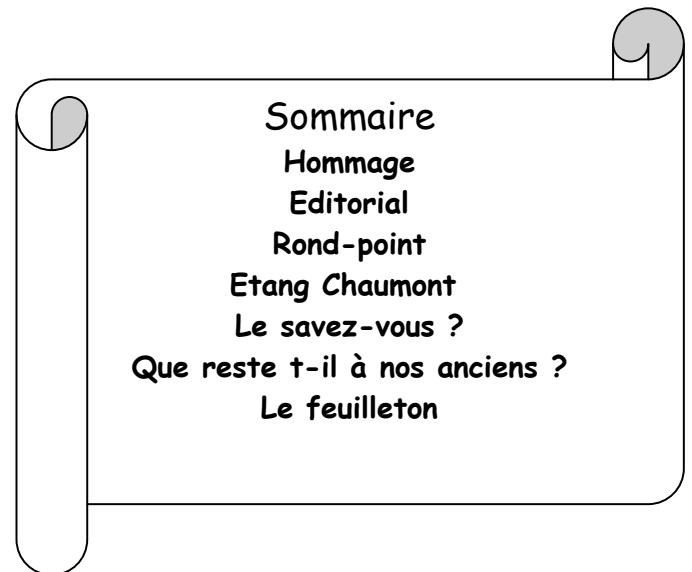 Sommaire
Hommage
Editorial
Rond-point
Etang Chaumont
Le savez-vous ?
Que reste t-il à nos anciens ?
Le feuilleton